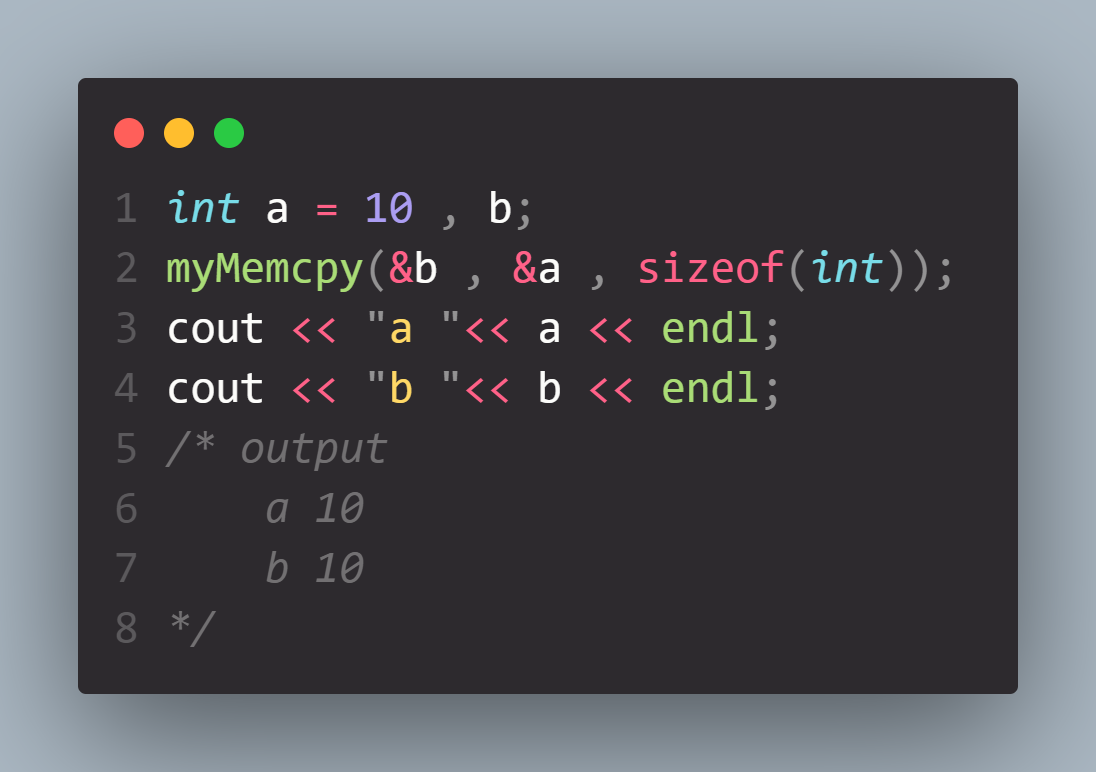 1 int a = 10 , b;
2 myMemcpy(&b , &a , sizeof(int));
3 cout << "a "<< a << endl;
4 cout << "b "<< b << endl;
5 /* output
6     a 10
7     b 10
8 */